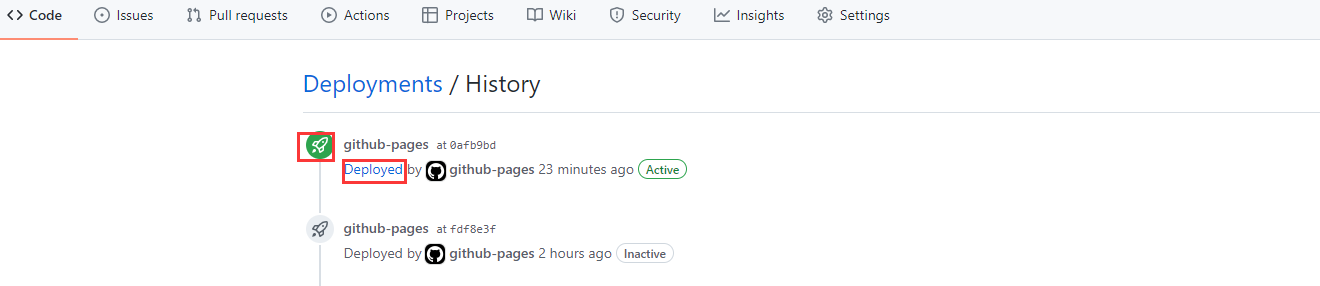 Code Issues Pull requests Actions Projects Wiki Security Insights Settings
Deployments / History
github-pages at 0afb9bd
Deployed by github-pages 23 minutes ago Active
github-pages at fdf8e3f
Deployed by github-pages 2 hours ago Inactive